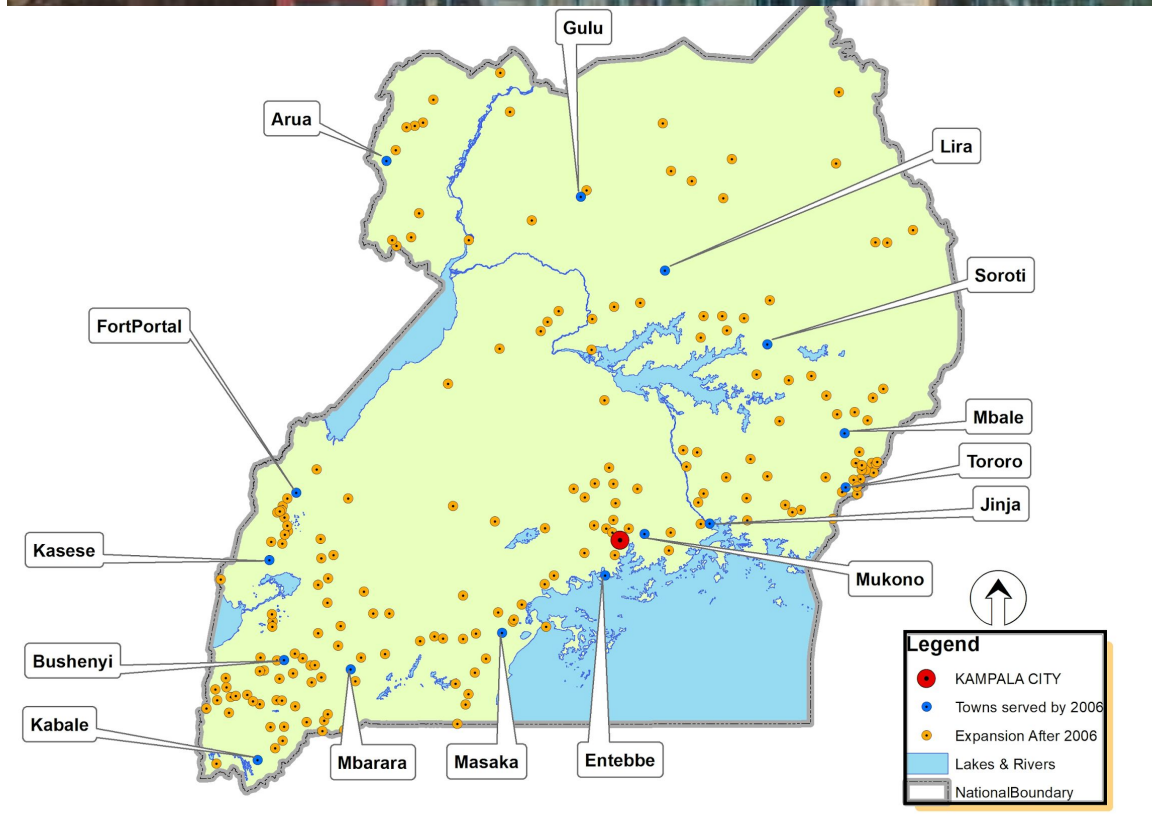 Gulu
Arua
Lira
Soroti
FortPortal
Mbale
Tororo
Jinja
Kasese
Mukono
Bushenyi
Kabale
Mbarara
Masaka
Entebbe
Legend
KAMPALA CITY
Towns served by 2006
Expansion After 2006
Lakes & Rivers
NationalBoundary